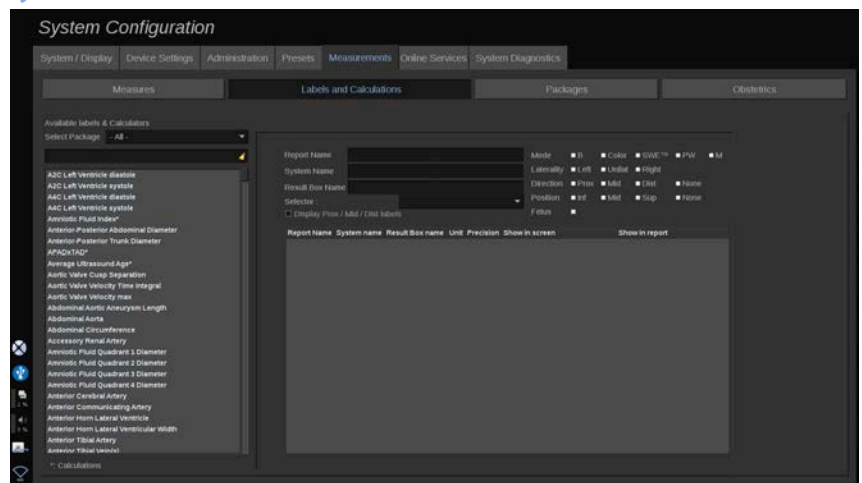 System Configuration
System / Display Device Settings Administration Presets Measurements Online Services System Diagnostics
Measures Labels and Calculations Packages Obstetrics
Available labels & Calculators
Select Package - All -
Report Name
System Name
Result Box Name
Selector :
Display Prox / Mid / Dist labels
Mode B Color SWE™ PW M
Laterality Left Unilat Right
Direction Prox Mid Dist None
Position Inf Mid Sup None
Fetus
Report Name System name Result Box name Unit Precision Show in screen Show in report
A2C Left Ventricle diastole
A2C Left Ventricle systole
A4C Left Ventricle diastole
A4C Left Ventricle systole
Amniotic Fluid Index*
Anterior-Posterior Abdominal Diameter
Anterior-Posterior Trunk Diameter
APADxTAD*
Average Ultrasound Age*
Aortic Valve Cusp Separation
Aortic Valve Velocity Time Integral
Aortic Valve Velocity max
Abdominal Aortic Aneurysm Length
Abdominal Aorta
Abdominal Circumference
Accessory Renal Artery
Amniotic Fluid Quadrant 1 Diameter
Amniotic Fluid Quadrant 2 Diameter
Amniotic Fluid Quadrant 3 Diameter
Amniotic Fluid Quadrant 4 Diameter
Anterior Cerebral Artery
Anterior Communicating Artery
Anterior Horn Lateral Ventricle
Anterior Horn Lateral Ventricular Width
Anterior Tibial Artery
Anterior Tibial Vein(s)
*: Calculations